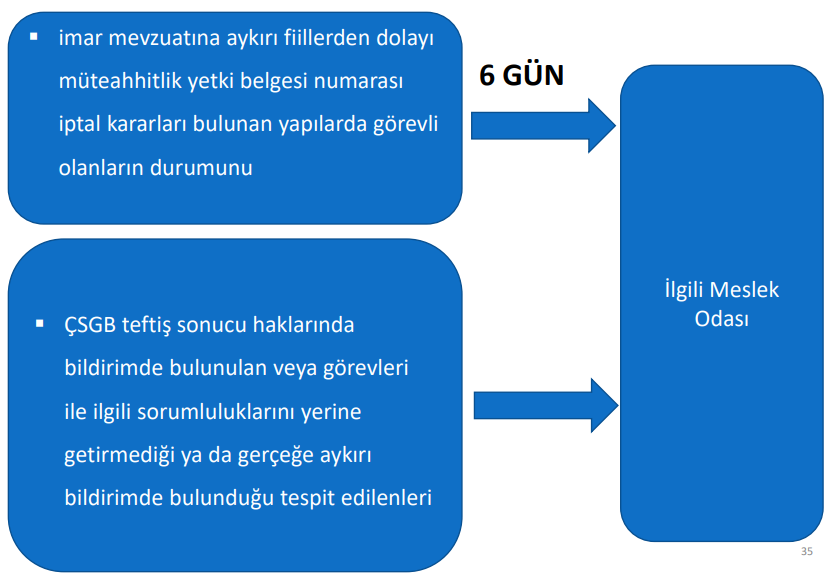 ▪ imar mevzuatına aykırı fiillerden dolayı
müteahhitlik yetki belgesi numarası
iptal kararları bulunan yapılarda görevli
olanların durumunu
6 GÜN
▪ ÇSGB teftiş sonucu haklarında
bildirimde bulunulan veya görevleri
ile ilgili sorumluluklarını yerine
getirmediği ya da gerçeğe aykırı
bildirimde bulunduğu tespit edilenleri
İlgili Meslek
Odası
35